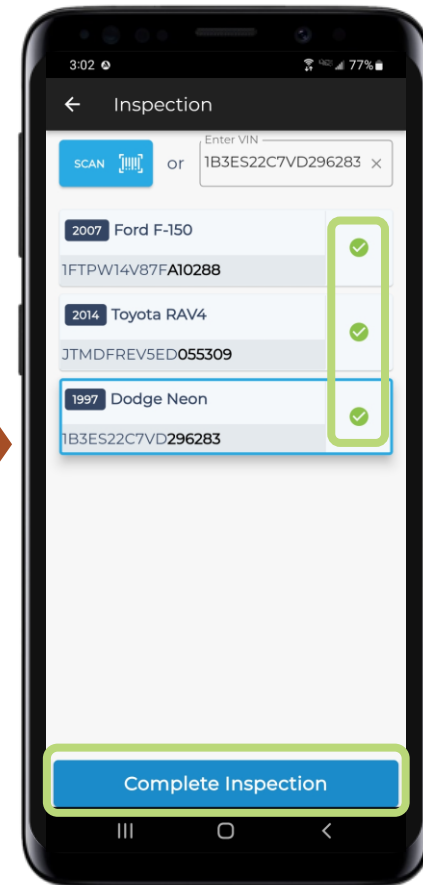 3:02 77%
Inspection
SCAN or Enter VIN
1B3ES22C7VD296283
2007 Ford F-150
1FTPW14V87FA10288
2014 Toyota RAV4
JTMDFREV5ED055309
1997 Dodge Neon
1B3ES22C7VD296283
Complete Inspection